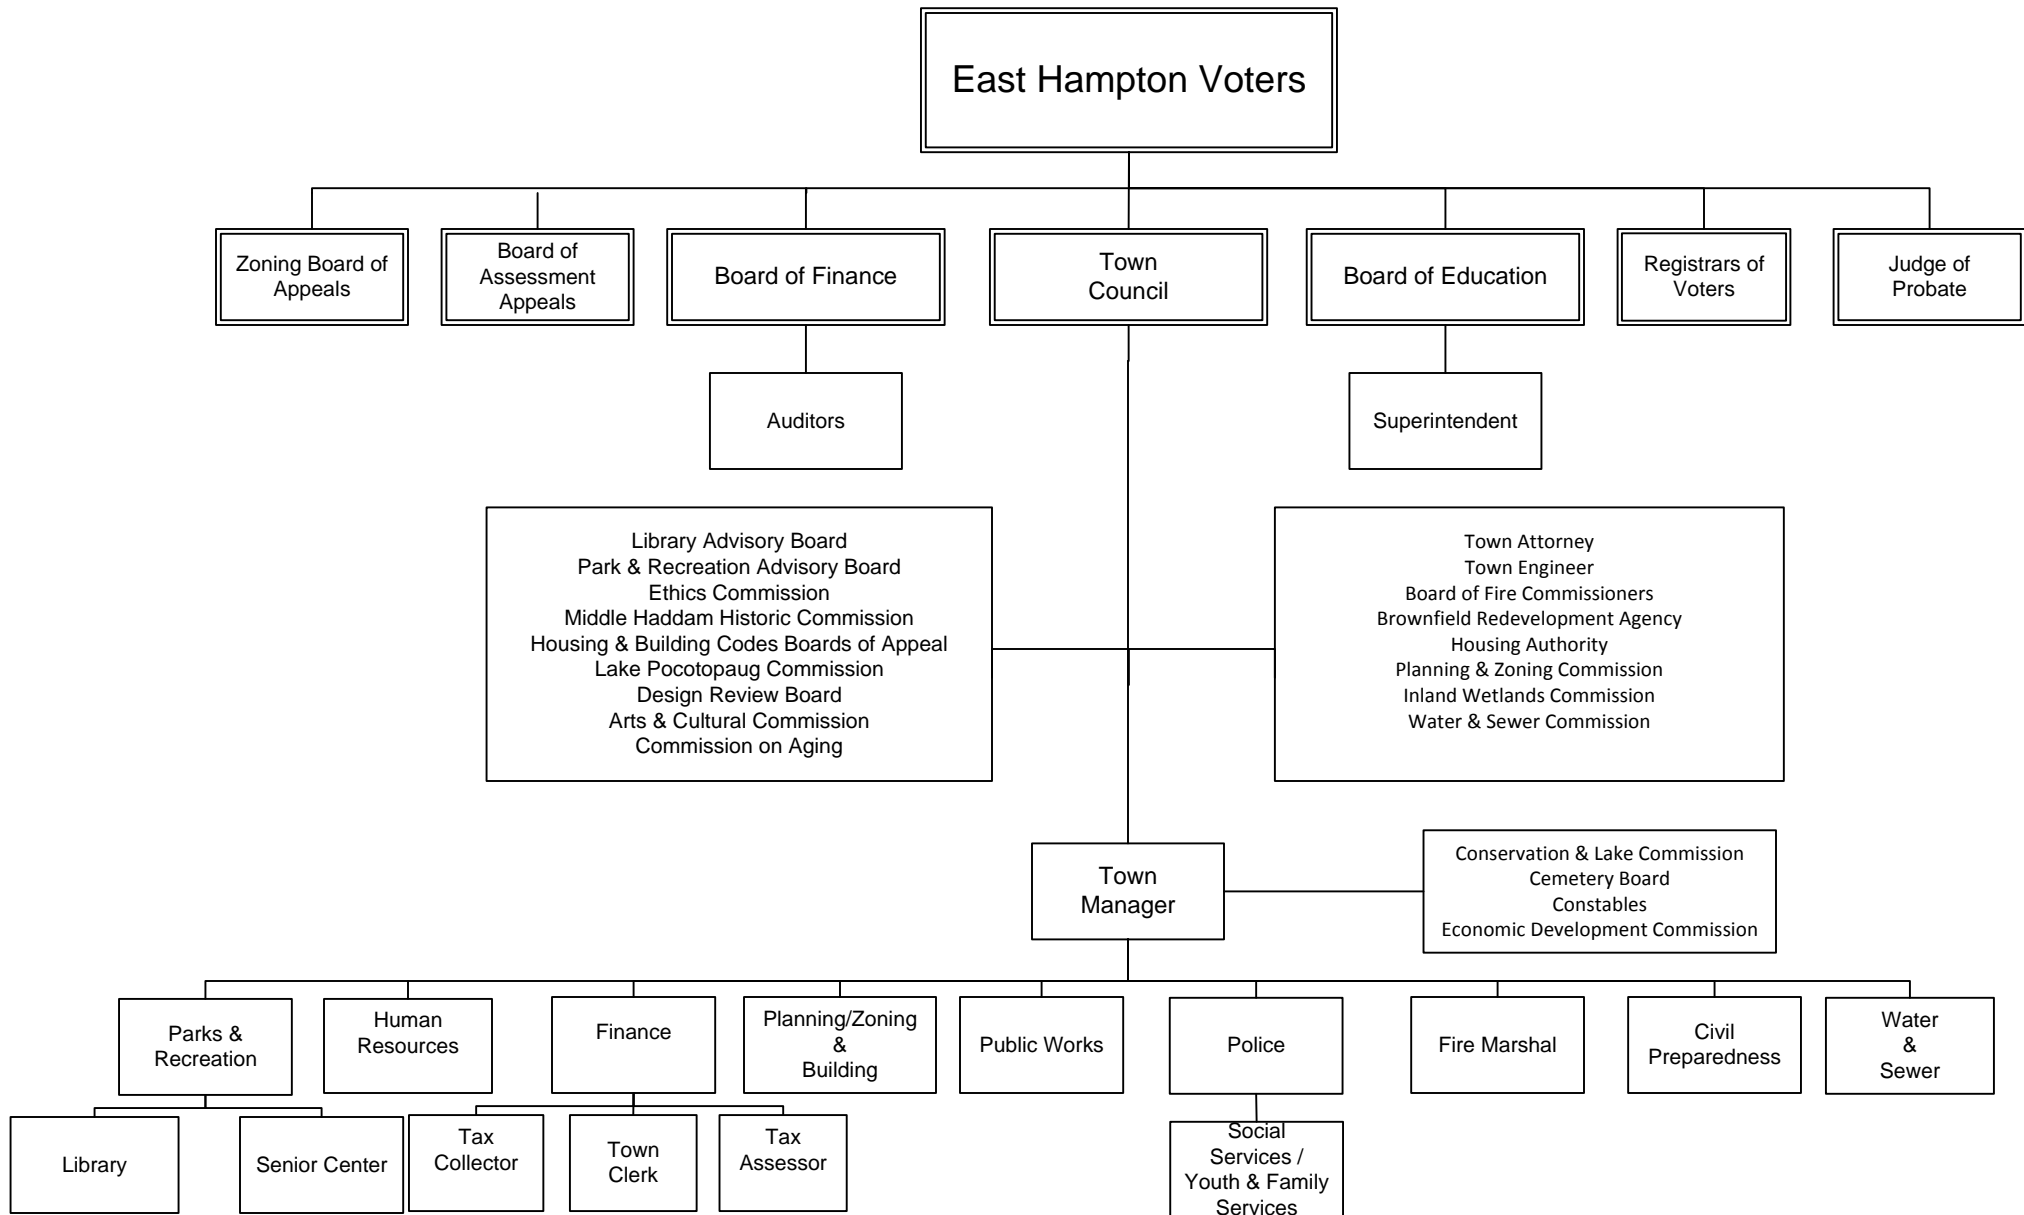 East Hampton Voters
Zoning Board of
Appeals
Board of
Assessment
Appeals
Board of Finance
Town
Council
Board of Education
Registrars of
Voters
Judge of
Probate
Auditors
Superintendent
Library Advisory Board
Park & Recreation Advisory Board
Ethics Commission
Middle Haddam Historic Commission
Housing & Building Codes Boards of Appeal
Lake Pocotopaug Commission
Design Review Board
Arts & Cultural Commission
Commission on Aging
Town Attorney
Town Engineer
Board of Fire Commissioners
Brownfield Redevelopment Agency
Housing Authority
Planning & Zoning Commission
Inland Wetlands Commission
Water & Sewer Commission
Town
Manager
Conservation & Lake Commission
Cemetery Board
Constables
Economic Development Commission
Parks &
Recreation
Human
Resources
Finance
Planning/Zoning
&
Building
Public Works
Police
Fire Marshal
Civil
Preparedness
Water
&
Sewer
Library
Senior Center
Tax
Collector
Town
Clerk
Tax
Assessor
Social
Services /
Youth & Family
Services